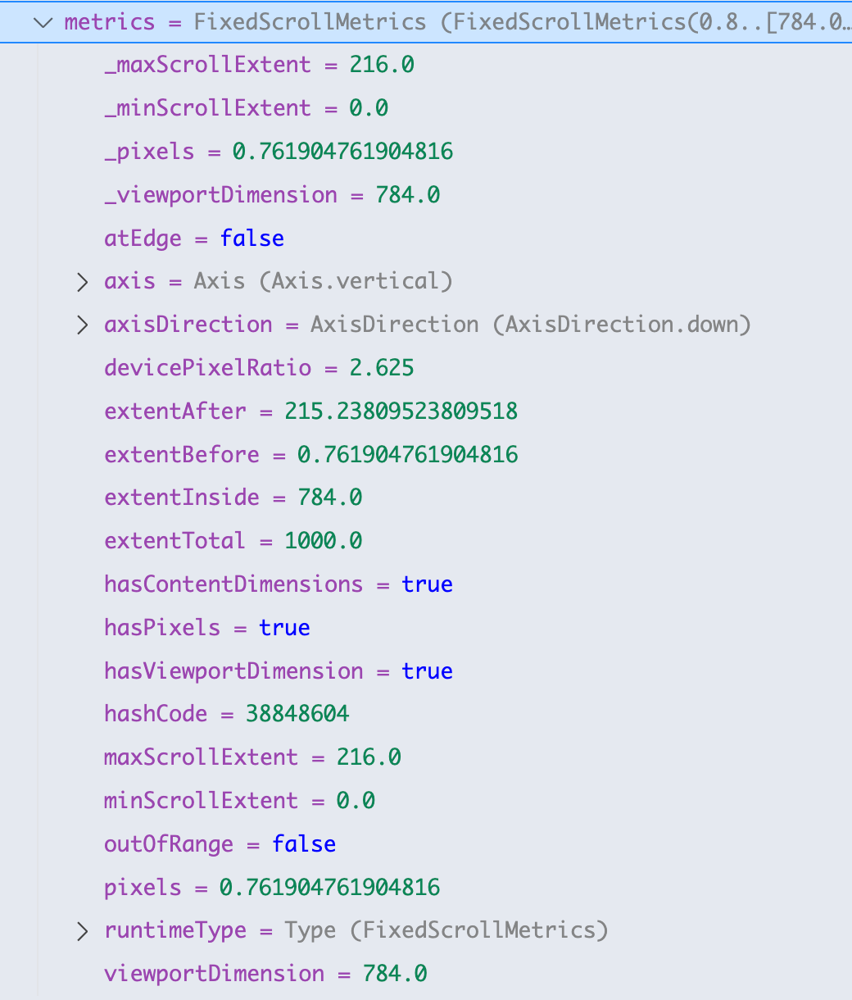 metrics = FixedScrollMetrics (FixedScrollMetrics(0.8..[784.0…
_maxScrollExtent = 216.0
_minScrollExtent = 0.0
_pixels = 0.761904761904816
_viewportDimension = 784.0
atEdge = false
axis = Axis (Axis.vertical)
axisDirection = AxisDirection (AxisDirection.down)
devicePixelRatio = 2.625
extentAfter = 215.23809523809518
extentBefore = 0.761904761904816
extentInside = 784.0
extentTotal = 1000.0
hasContentDimensions = true
hasPixels = true
hasViewportDimension = true
hashCode = 38848604
maxScrollExtent = 216.0
minScrollExtent = 0.0
outOfRange = false
pixels = 0.761904761904816
runtimeType = Type (FixedScrollMetrics)
viewportDimension = 784.0